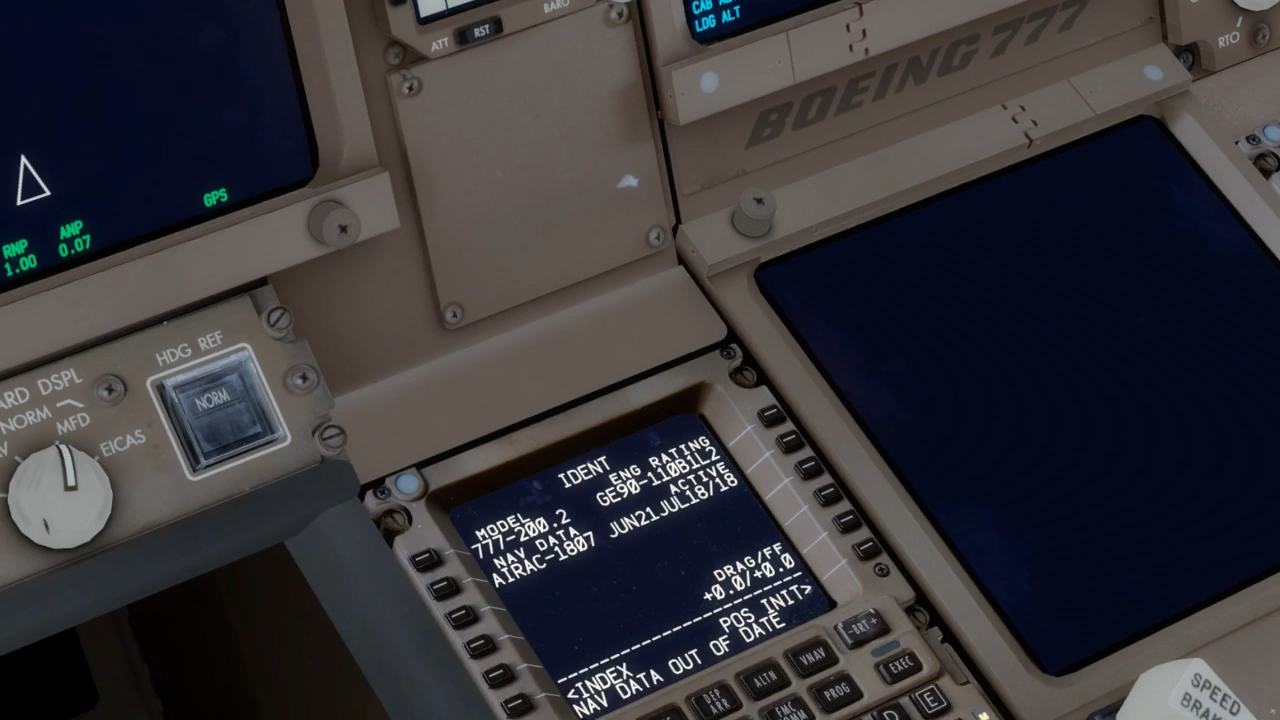 CAB A
LDG ALT
ATT
RST
BARO
RTO
BOEING 777
GPS
RNP
1.00
ANP
0.07
HDG REF
NORM
ARD DSPL
NORM
MFD
EICAS
IDENT
MODEL
ENG RATING
777-200.2
GE90-110B1L2
NAV DATA
ACTIVE
AIRAC-1807
JUN21JUL18/18
DRAG/FF
+0.0/+0.0
<INDEX
POS INIT>
NAV DATA OUT OF DATE
-BRT+
DEP
ARR
ALTN
VNAV
FMC
PROG
EXEC
E
SPEED